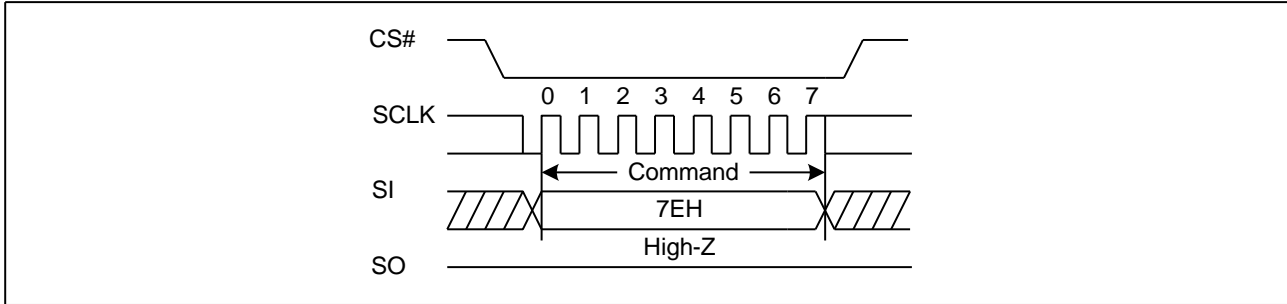 CS#
0 1 2 3 4 5 6 7
SCLK
Command
SI
7EH
High-Z
SO